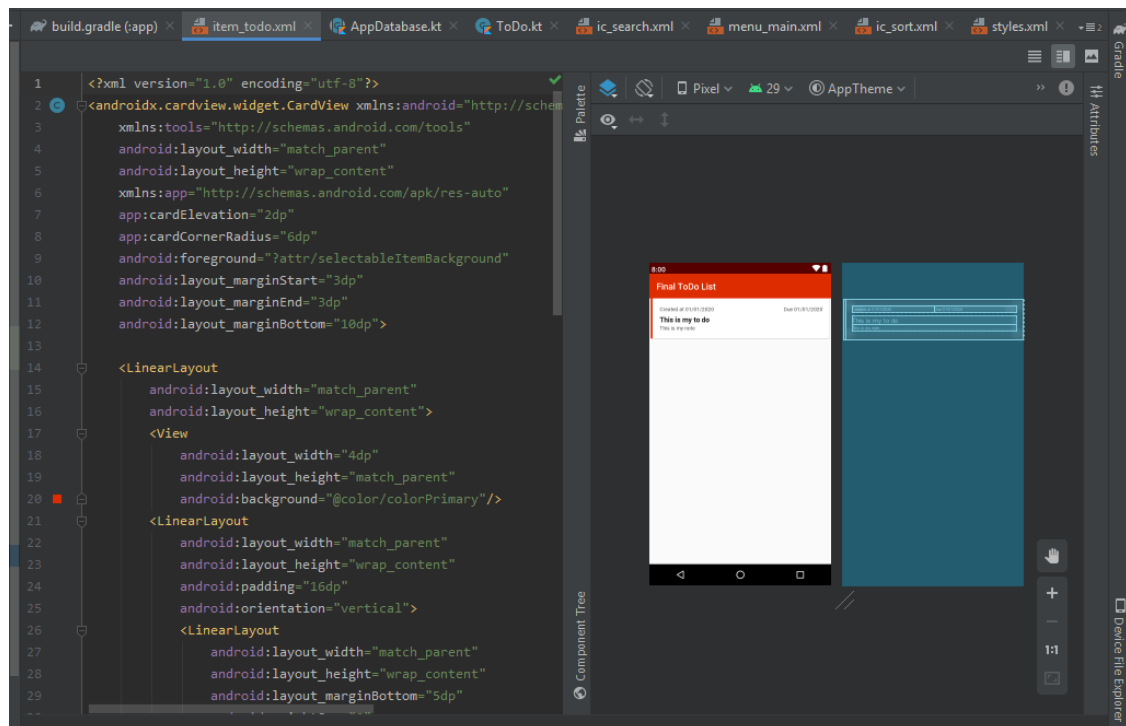 build.gradle (:app) item_todo.xml AppDatabase.kt ToDo.kt ic_search.xml menu_main.xml ic_sort.xml styles.xml 2
Gradle
Attributes
Palette
Pixel 29 AppTheme
1 <?xml version="1.0" encoding="utf-8"?>
2 <androidx.cardview.widget.CardView xmlns:android="http://schem
3 xmlns:tools="http://schemas.android.com/tools"
4 android:layout_width="match_parent"
5 android:layout_height="wrap_content"
6 xmlns:app="http://schemas.android.com/apk/res-auto"
7 app:cardElevation="2dp"
8 app:cardCornerRadius="6dp"
9 android:foreground="?attr/selectableItemBackground"
10 android:layout_marginStart="3dp"
11 android:layout_marginEnd="3dp"
12 android:layout_marginBottom="10dp">
13
14 <LinearLayout
15 android:layout_width="match_parent"
16 android:layout_height="wrap_content">
17 <View
18 android:layout_width="4dp"
19 android:layout_height="match_parent"
20 android:background="@color/colorPrimary"/>
21 <LinearLayout
22 android:layout_width="match_parent"
23 android:layout_height="wrap_content"
24 android:padding="16dp"
25 android:orientation="vertical">
26 <LinearLayout
27 android:layout_width="match_parent"
28 android:layout_height="wrap_content"
29 android:layout_marginBottom="5dp"
8:00
Final ToDo List
Created at 01/01/2020 Due 01/01/2020
This is my to do
This is my note
This is my to do
1:1
Component Tree
Device File Explorer